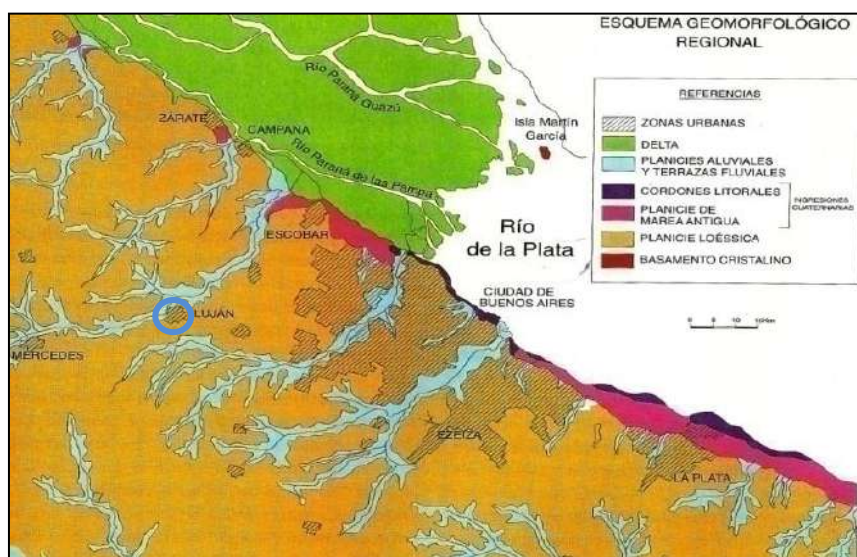 ESQUEMA GEOMORFOLÓGICO
REGIONAL
REFERENCIAS
ZONAS URBANAS
DELTA
PLANICIES ALUVIALES
Y TERRAZAS FLUVIALES
CORDONES LITORALES
PLANICIE DE
MAREA ANTIGUA
INGRESIONES
CUATERNARIAS
PLANICIE LOÉSSICA
BASAMENTO CRISTALINO
Río Paraná Guazú
Isla Martín
García
ZÁRATE
CAMPANA
Río Paraná de las
Río
de la Plata
ESCOBAR
CIUDAD DE
BUENOS AIRES
LUJÁN
MERCEDES
EZEIZA
LA PLATA